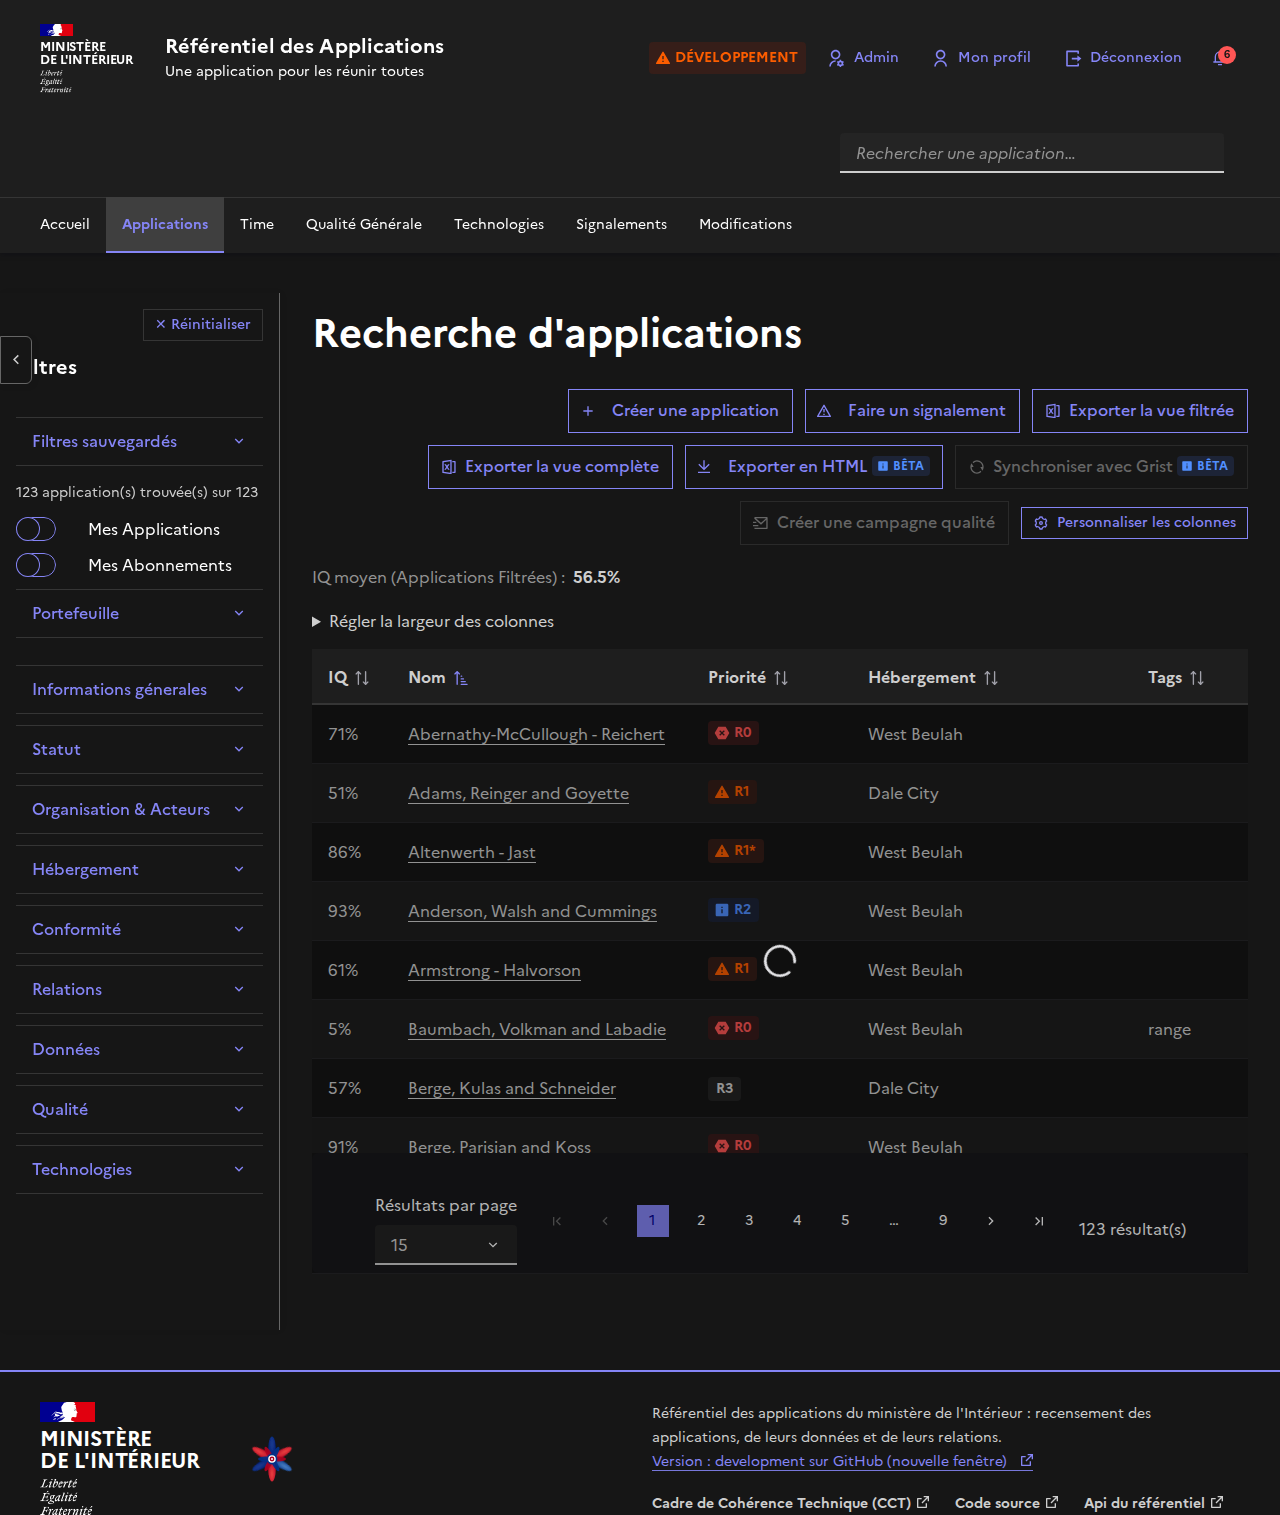 MINISTÈRE
DE L'INTÉRIEUR
Liberté
Égalité
Fraternité
Référentiel des Applications
Une application pour les réunir toutes
DÉVELOPPEMENT
Admin
Mon profil
Déconnexion
6
Rechercher une application...
Accueil
Applications
Time
Qualité Générale
Technologies
Signalements
Modifications
Réinitialiser
ltres
Filtres sauvegardés
123 application(s) trouvée(s) sur 123
Mes Applications
Mes Abonnements
Portefeuille
Informations génerales
Statut
Organisation & Acteurs
Hébergement
Conformité
Relations
Données
Qualité
Technologies
Recherche d'applications
Créer une application
Faire un signalement
Exporter la vue filtrée
Exporter la vue complète
Exporter en HTML BÊTA
Synchroniser avec Grist BÊTA
Créer une campagne qualité
Personnaliser les colonnes
IQ moyen (Applications Filtrées) : 56.5%
Régler la largeur des colonnes
IQ Nom Priorité Hébergement Tags
71% Abernathy-McCullough - Reichert R0 West Beulah
51% Adams, Reinger and Goyette R1 Dale City
86% Altenwerth - Jast R1* West Beulah
93% Anderson, Walsh and Cummings R2 West Beulah
61% Armstrong - Halvorson R1 West Beulah
5% Baumbach, Volkman and Labadie R0 West Beulah range
57% Berge, Kulas and Schneider R3 Dale City
91% Berge, Parisian and Koss R0 West Beulah
Résultats par page
15
1 2 3 4 5 … 9
123 résultat(s)
MINISTÈRE
DE L'INTÉRIEUR
Liberté
Égalité
Fraternité
Référentiel des applications du ministère de l'Intérieur : recensement des
applications, de leurs données et de leurs relations.
Version : development sur GitHub (nouvelle fenêtre)
Cadre de Cohérence Technique (CCT)
Code source
Api du référentiel